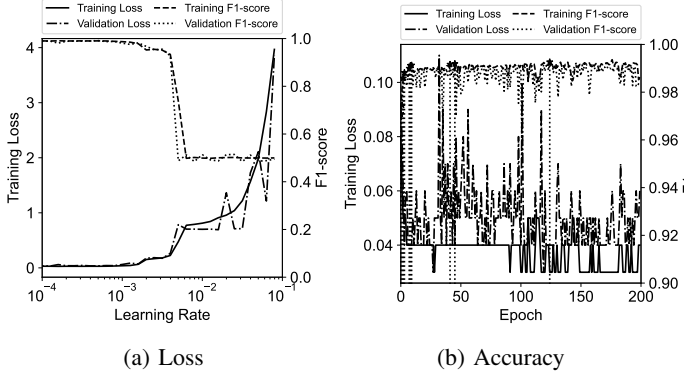 Training Loss Training F1-score
Validation Loss Validation F1-score
Training Loss
4
3
2
1
0
1.0
0.8
0.6
0.4
0.2
0.0
F1-score
10⁻⁴ 10⁻³ 10⁻² 10⁻¹
Learning Rate
(a) Loss
Training Loss Training F1-score
Validation Loss Validation F1-score
Training Loss
0.10
0.08
0.06
0.04
1.00
0.98
0.96
0.94
0.92
0.90
0 50 100 150 200
Epoch
(b) Accuracy